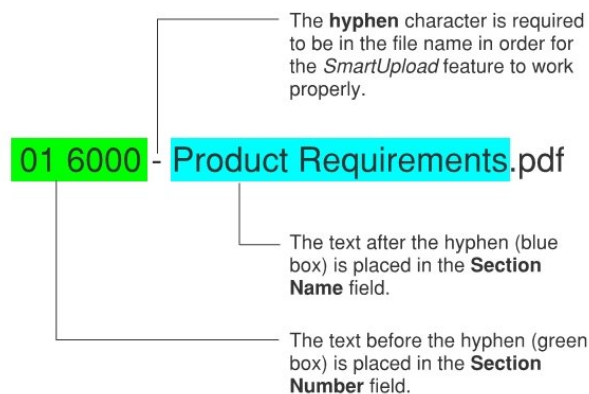 The hyphen character is required
to be in the file name in order for
the SmartUpload feature to work
properly.
01 6000 - Product Requirements.pdf
The text after the hyphen (blue
box) is placed in the Section
Name field.
The text before the hyphen (green
box) is placed in the Section
Number field.